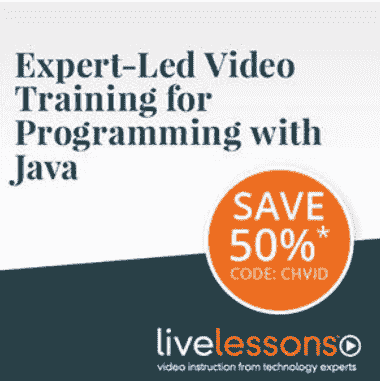 Expert-Led Video
Training for
Programming with
Java
SAVE
50%*
CODE: CHVID
livelessons
video instruction from technology experts